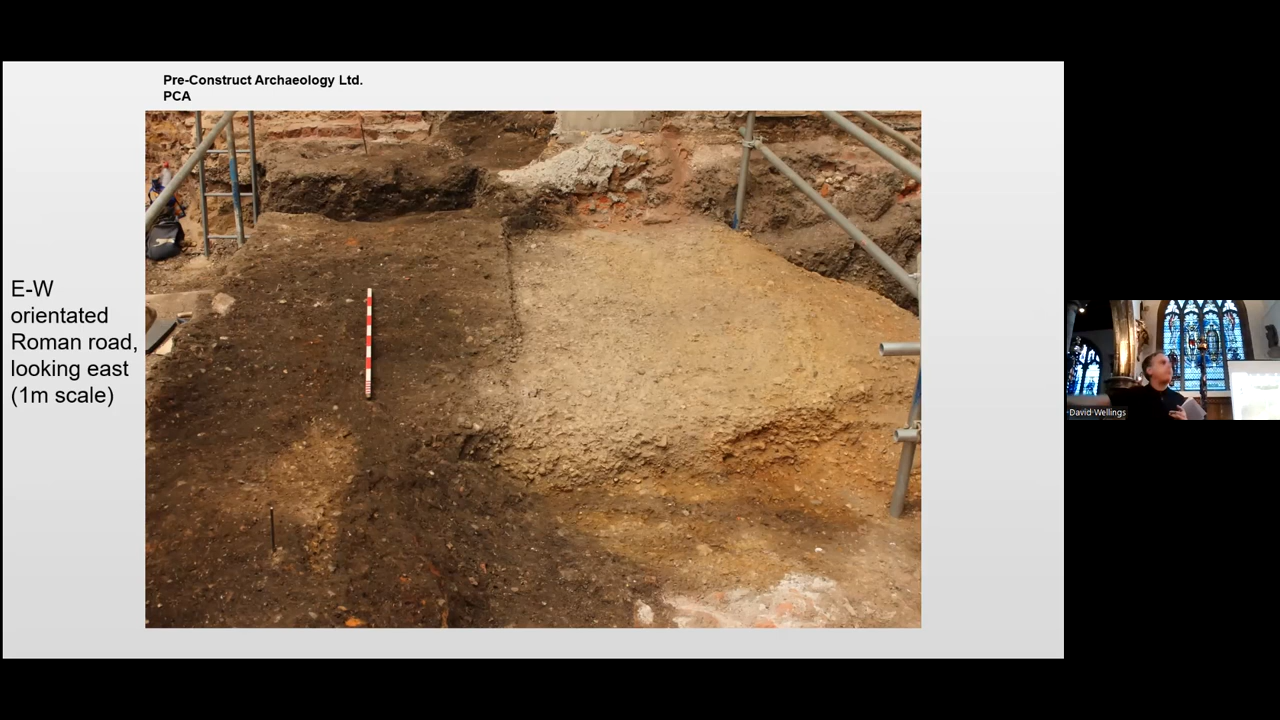 Pre-Construct Archaeology Ltd.
PCA
E-W
orientated
Roman road,
looking east
(1m scale)
David Wellings